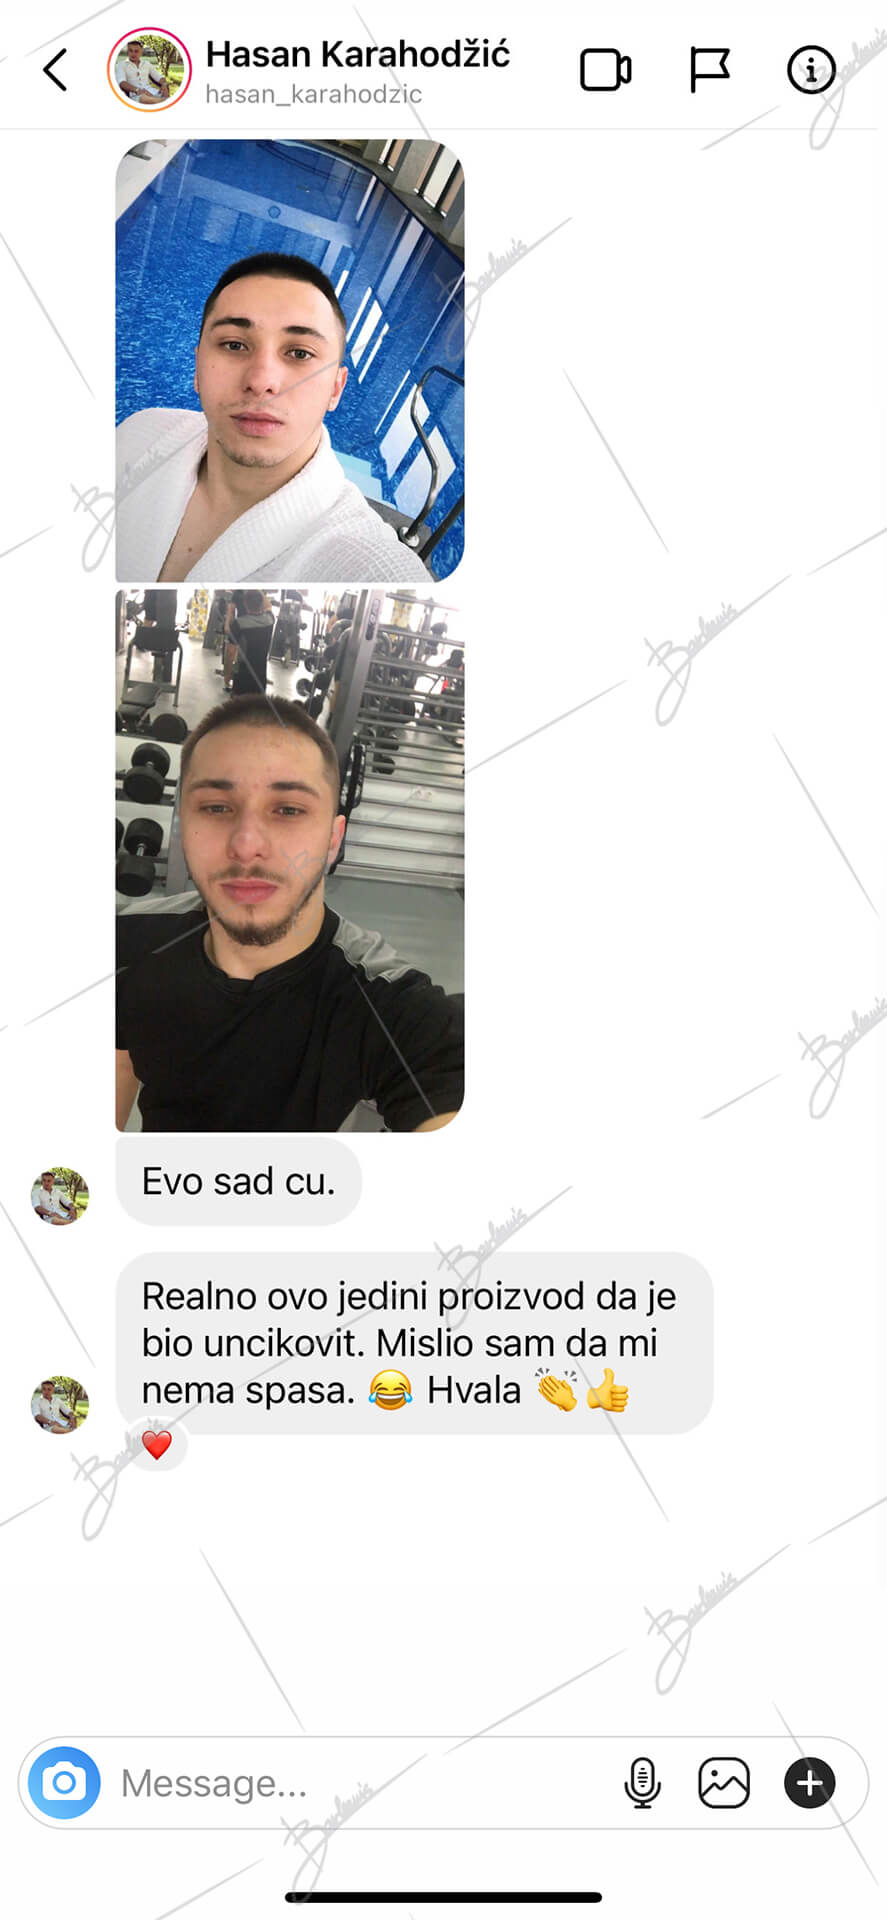 Hasan Karahodžić
hasan_karahodzic
Evo sad cu.
Realno ovo jedini proizvod da je
bio uncikovit. Mislio sam da mi
nema spasa. 😂 Hvala 👏👍
❤️
Message...